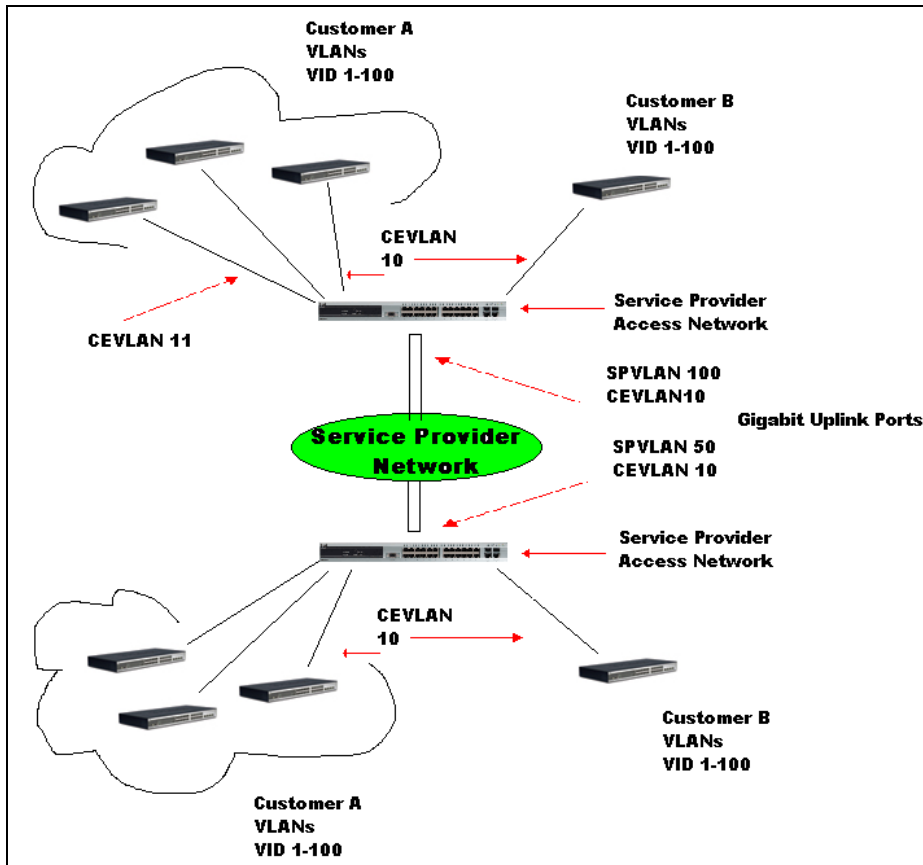 Customer A
VLANs
VID 1-100
Customer B
VLANs
VID 1-100
CEVLAN
10
CEVLAN 11
Service Provider
Access Network
SPVLAN 100
CEVLAN10
Gigabit Uplink Ports
Service Provider
Network
SPVLAN 50
CEVLAN 10
Service Provider
Access Network
CEVLAN
10
Customer B
VLANs
VID 1-100
Customer A
VLANs
VID 1-100